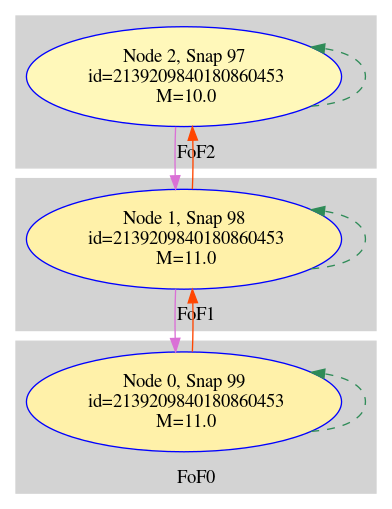 Node 2, Snap 97
id=2139209840180860453
M=10.0
FoF2
Node 1, Snap 98
id=2139209840180860453
M=11.0
FoF1
Node 0, Snap 99
id=2139209840180860453
M=11.0
FoF0